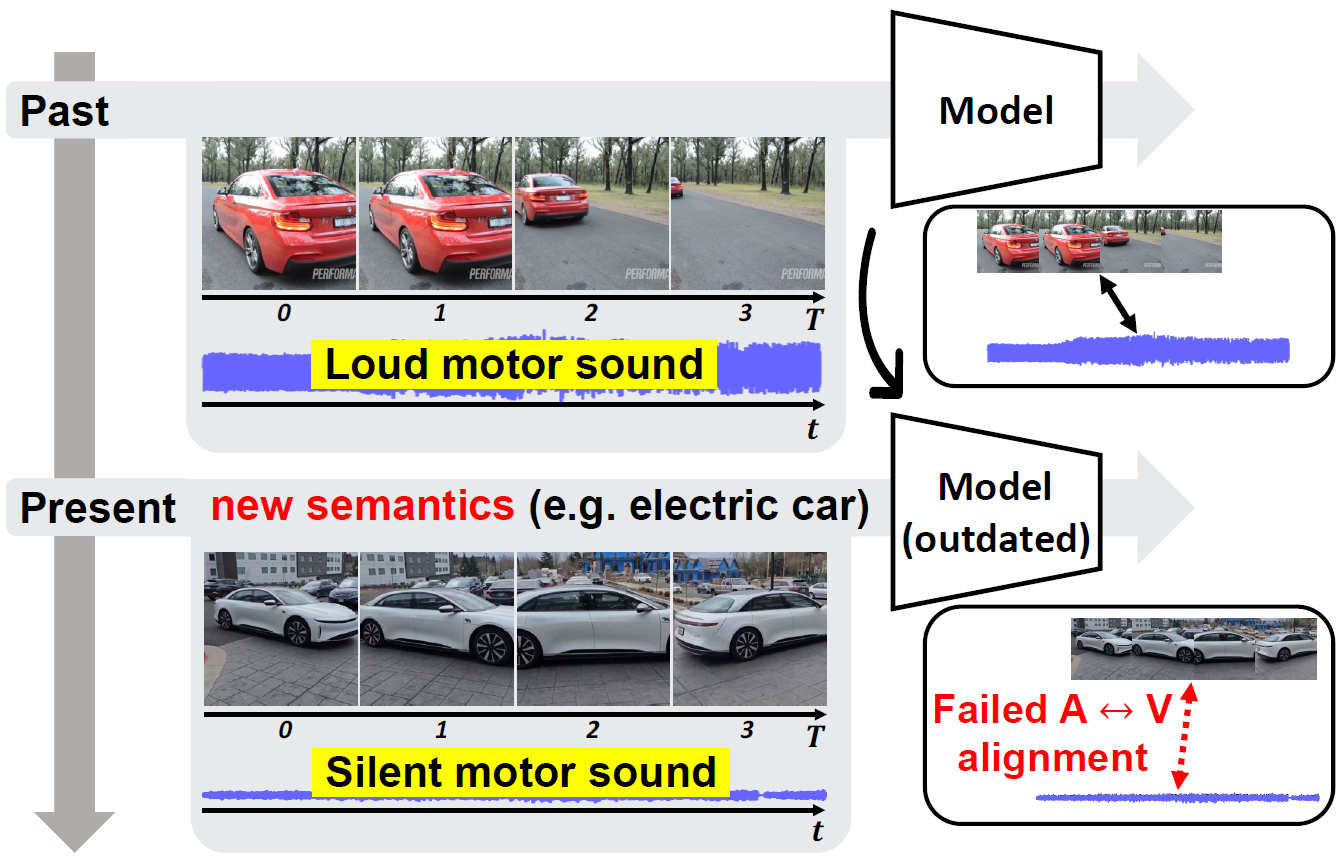 Past
Model
PERFORMA
PERFORMA
PERFORMA
PERFORMA
0 1 2 3 T
Loud motor sound
t
Present
new semantics (e.g. electric car)
Model
(outdated)
0 1 2 3 T
Silent motor sound
t
Failed A ↔ V
alignment